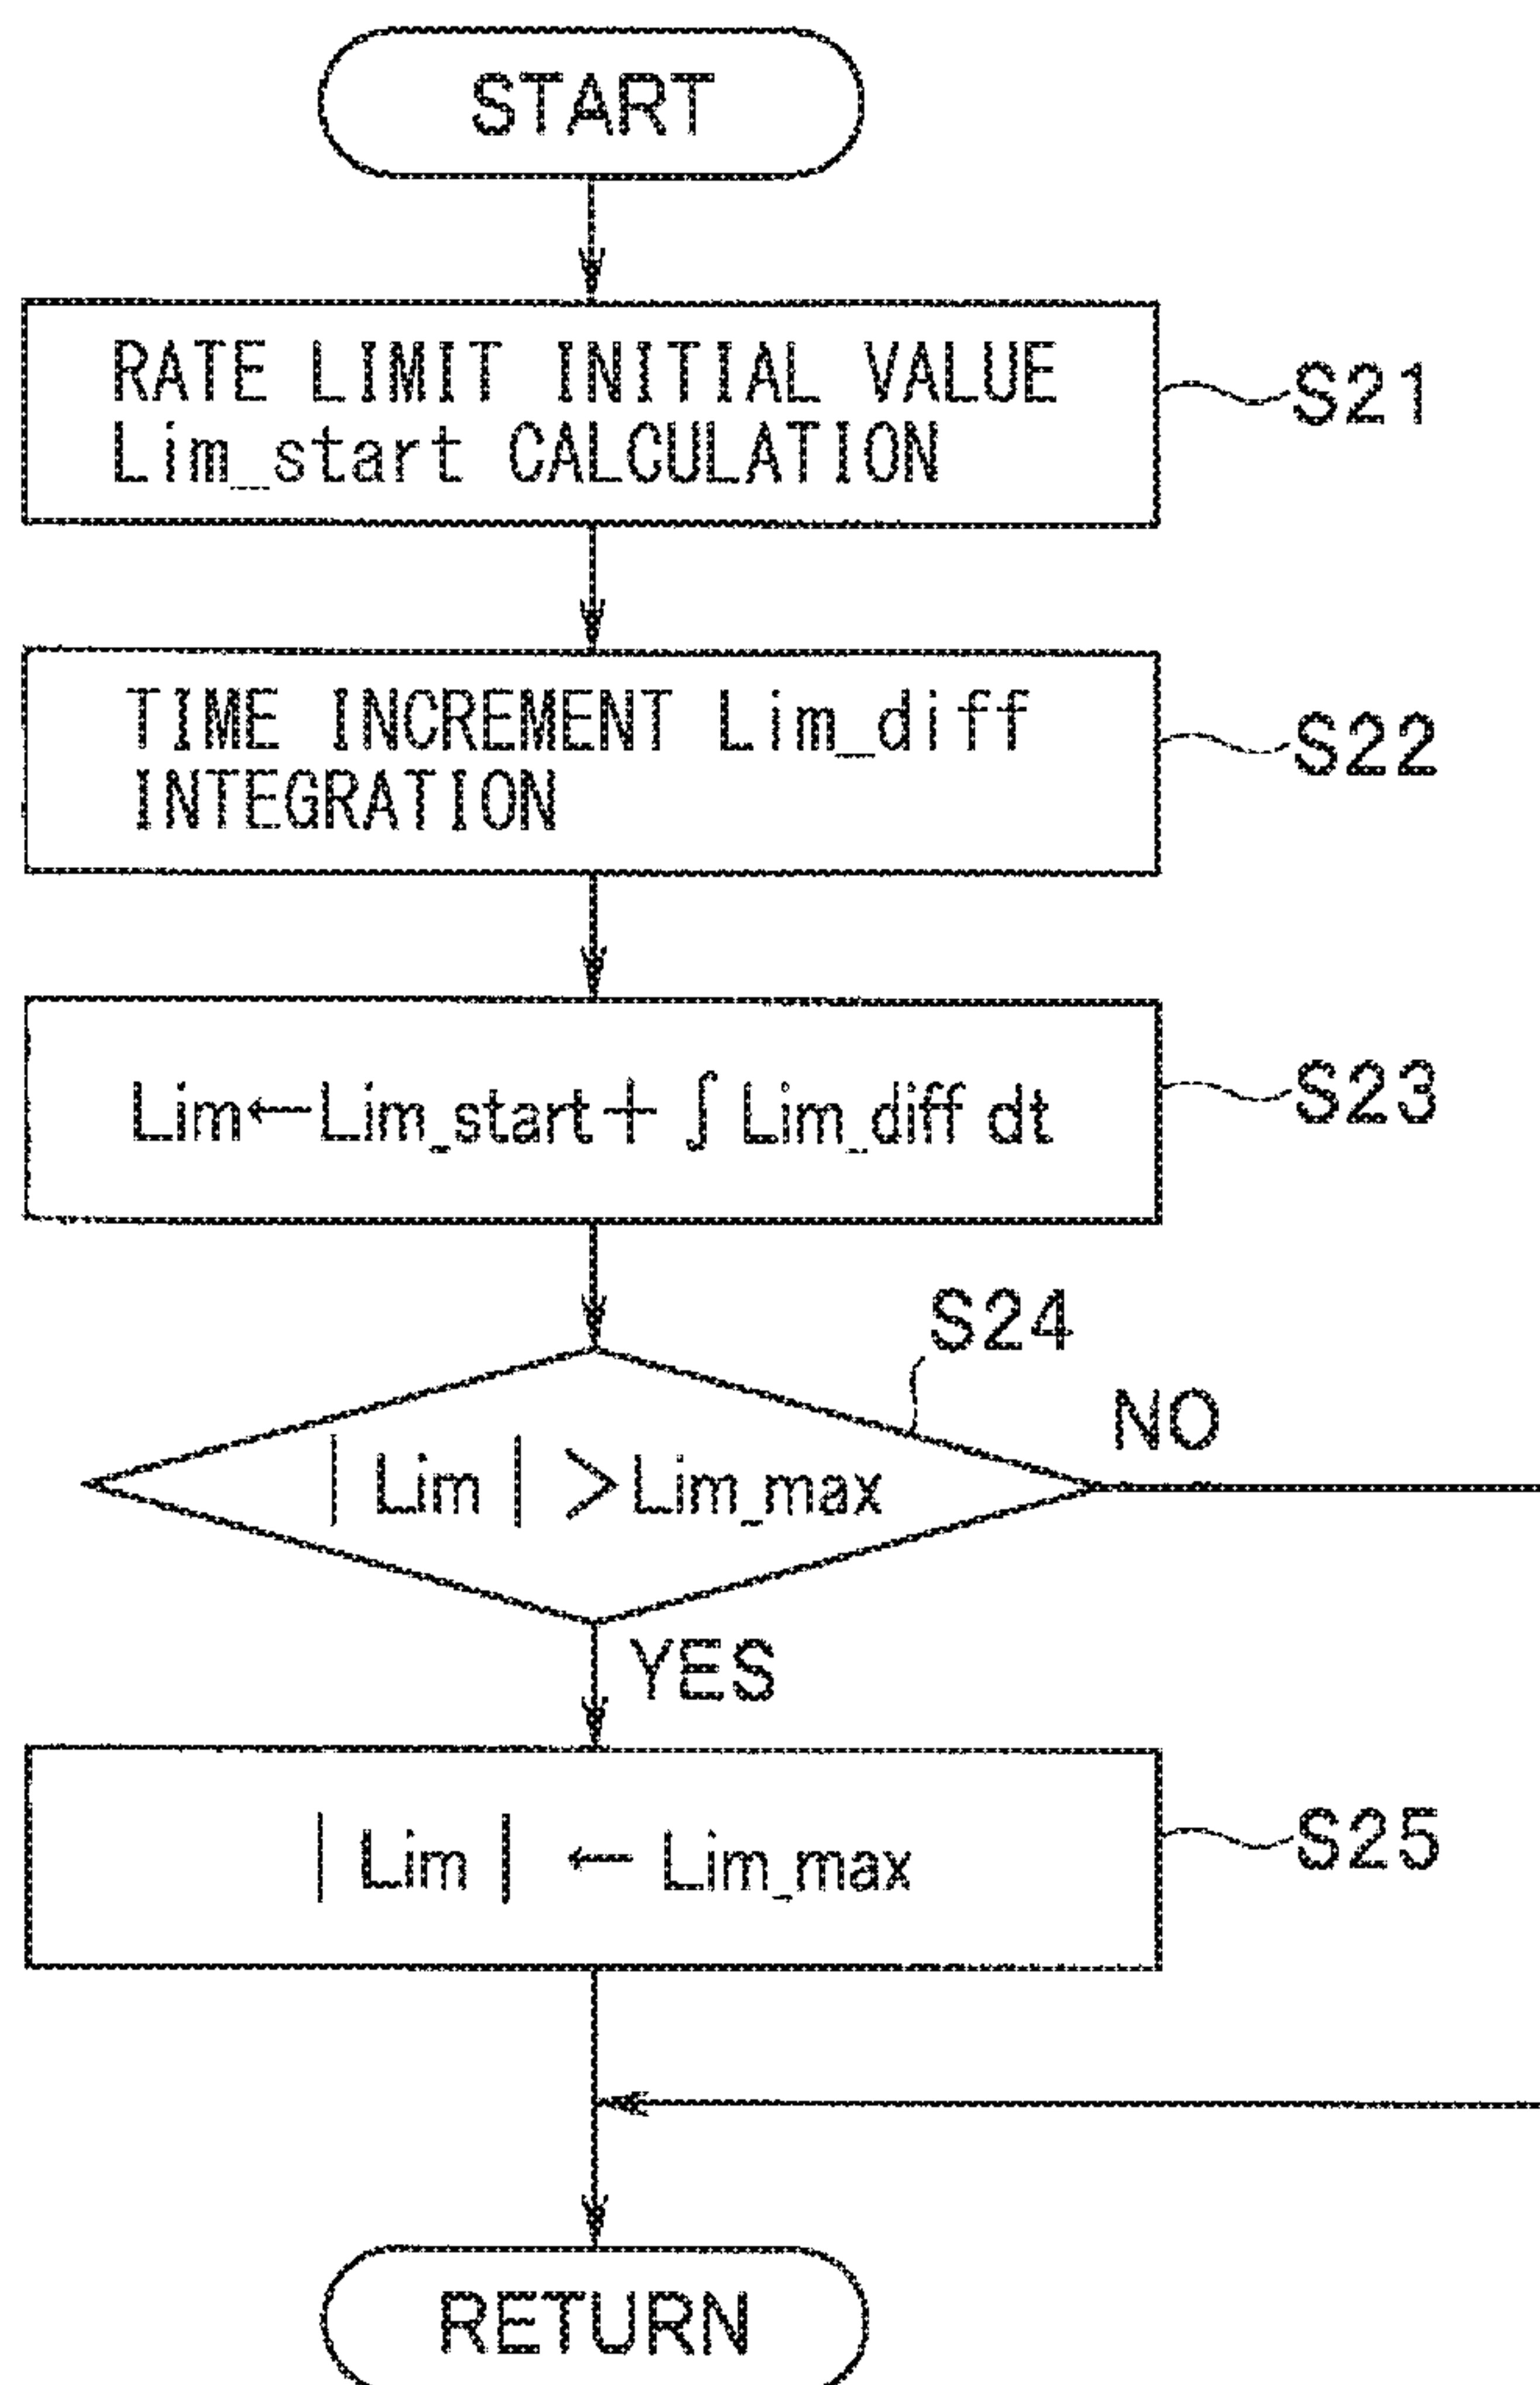 START
RATE LIMIT INITIAL VALUE
Lim_start CALCULATION
S21
TIME INCREMENT Lim_diff
INTEGRATION
S22
Lim←Lim_start+∫Lim_diff dt
S23
S24
|Lim|>Lim_max
NO
YES
|Lim| ← Lim_max
S25
RETURN